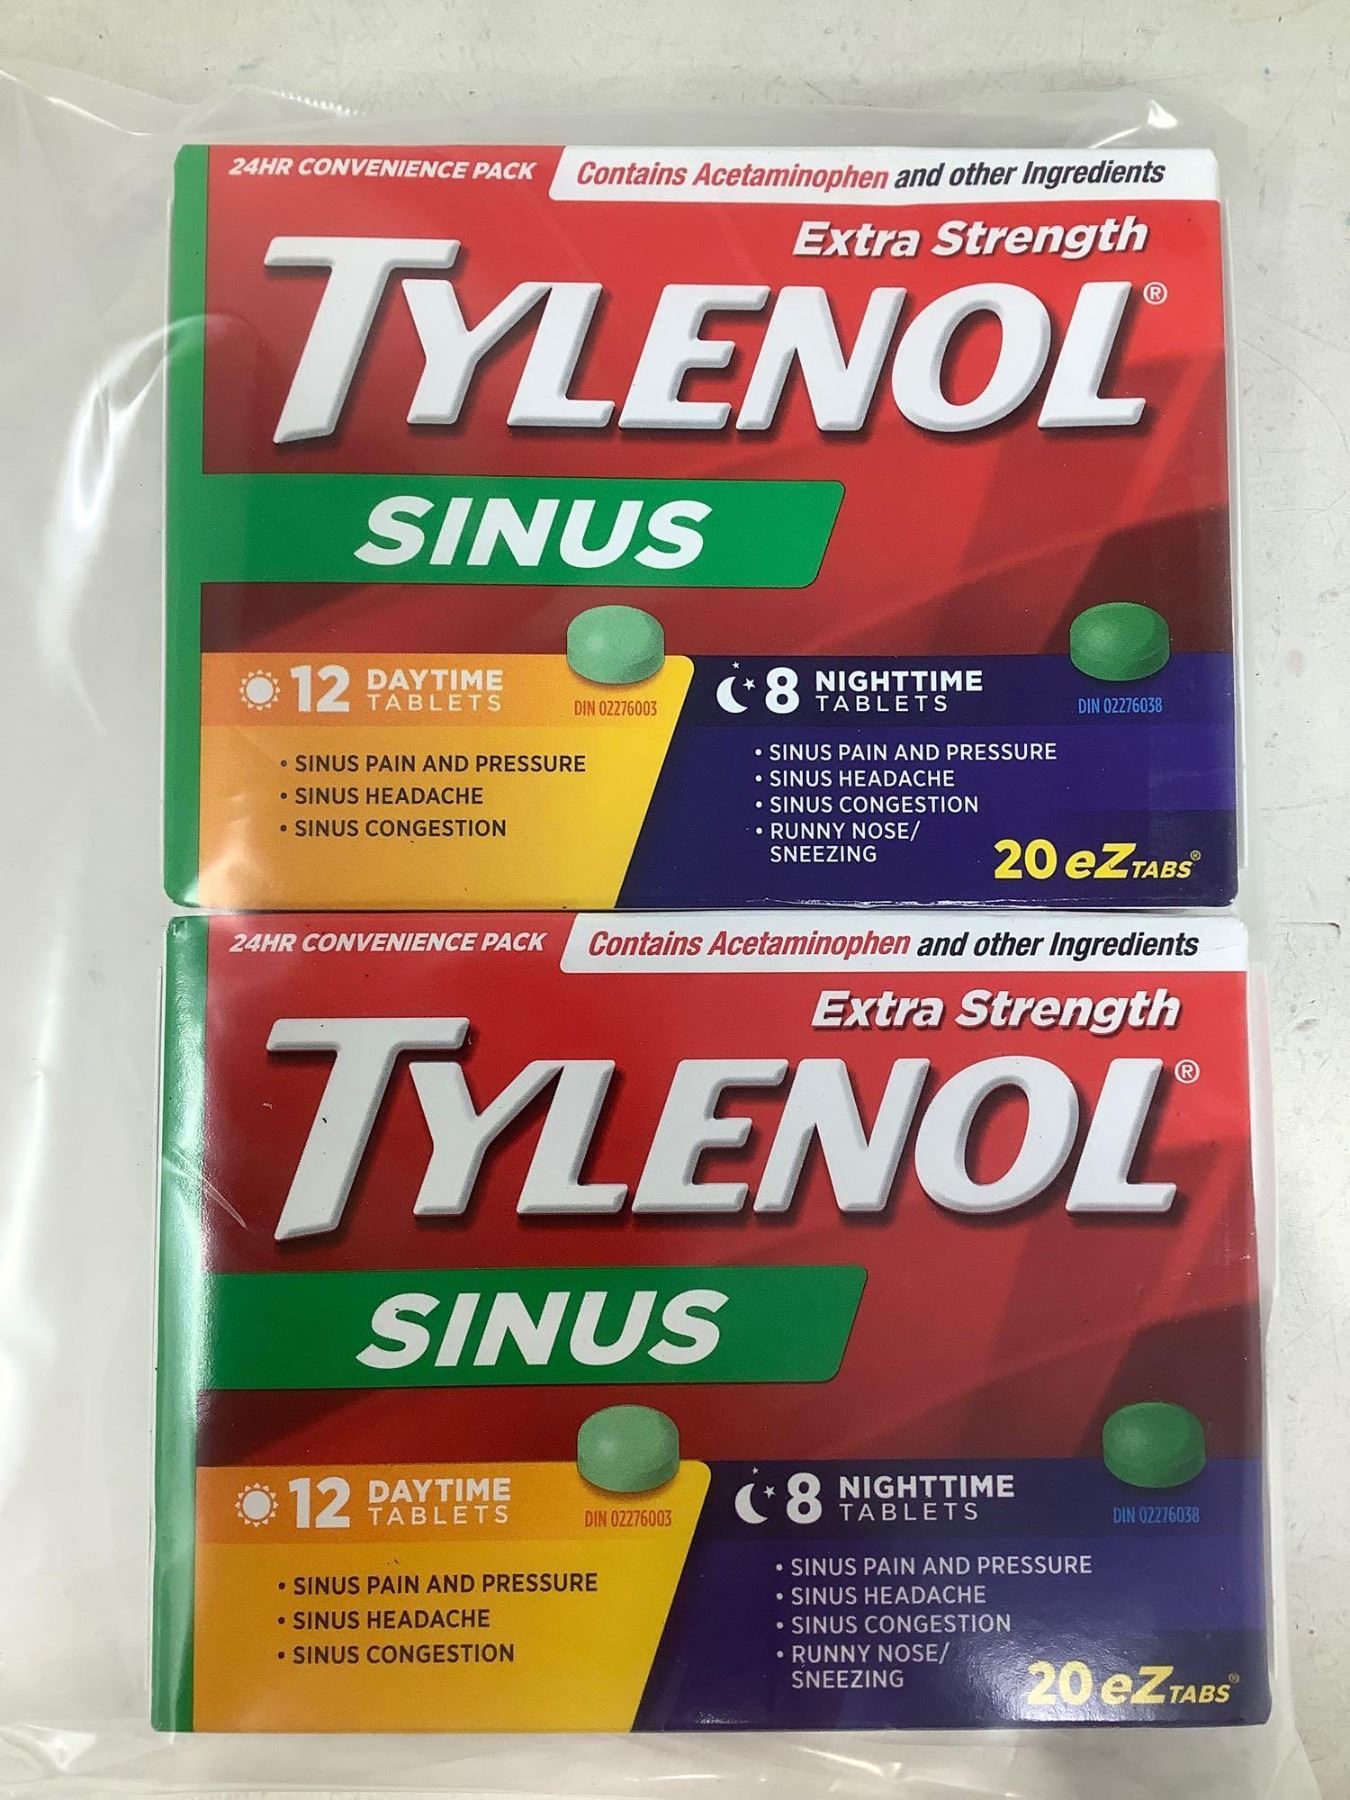 24HR CONVENIENCE PACK
Contains Acetaminophen and other Ingredients
Extra Strength
TYLENOL®
SINUS
12 DAYTIME
TABLETS
DIN 02276003
• SINUS PAIN AND PRESSURE
• SINUS HEADACHE
• SINUS CONGESTION
8 NIGHTTIME
TABLETS
DIN 02276038
• SINUS PAIN AND PRESSURE
• SINUS HEADACHE
• SINUS CONGESTION
• RUNNY NOSE/
SNEEZING
20 eZ TABS®
24HR CONVENIENCE PACK
Contains Acetaminophen and other Ingredients
Extra Strength
TYLENOL®
SINUS
12 DAYTIME
TABLETS
DIN 02276003
• SINUS PAIN AND PRESSURE
• SINUS HEADACHE
• SINUS CONGESTION
8 NIGHTTIME
TABLETS
DIN 02276038
• SINUS PAIN AND PRESSURE
• SINUS HEADACHE
• SINUS CONGESTION
• RUNNY NOSE/
SNEEZING
20 eZ TABS®